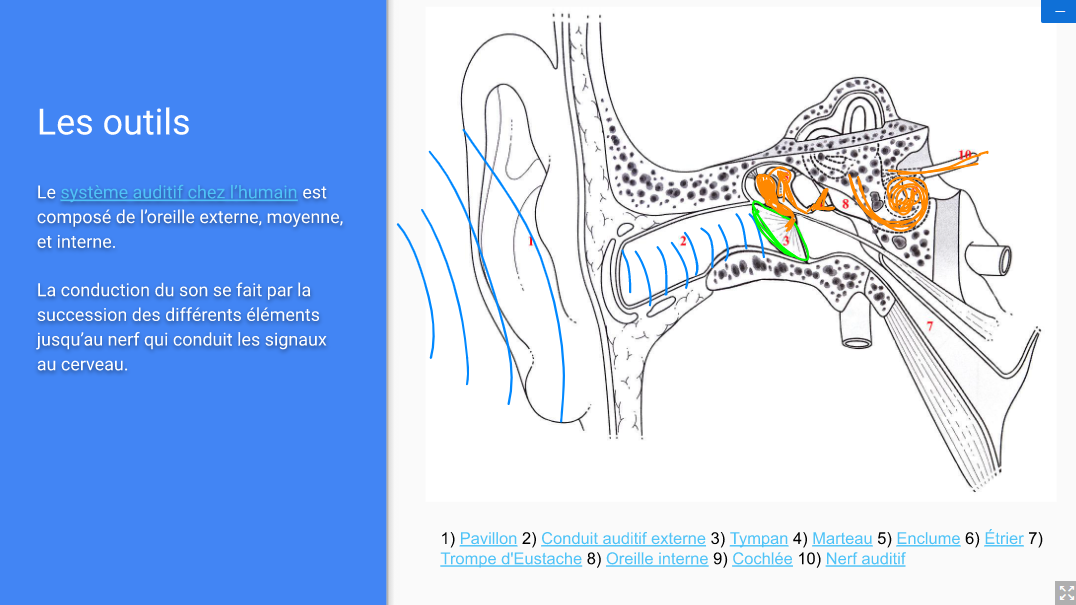 Les outils
Le système auditif chez l'humain est
composé de l'oreille externe, moyenne,
et interne.
La conduction du son se fait par la
succession des différents éléments
jusqu'au nerf qui conduit les signaux
au cerveau.
10
8
1
2
3
7
1) Pavillon 2) Conduit auditif externe 3) Tympan 4) Marteau 5) Enclume 6) Étrier 7)
Trompe d'Eustache 8) Oreille interne 9) Cochlée 10) Nerf auditif